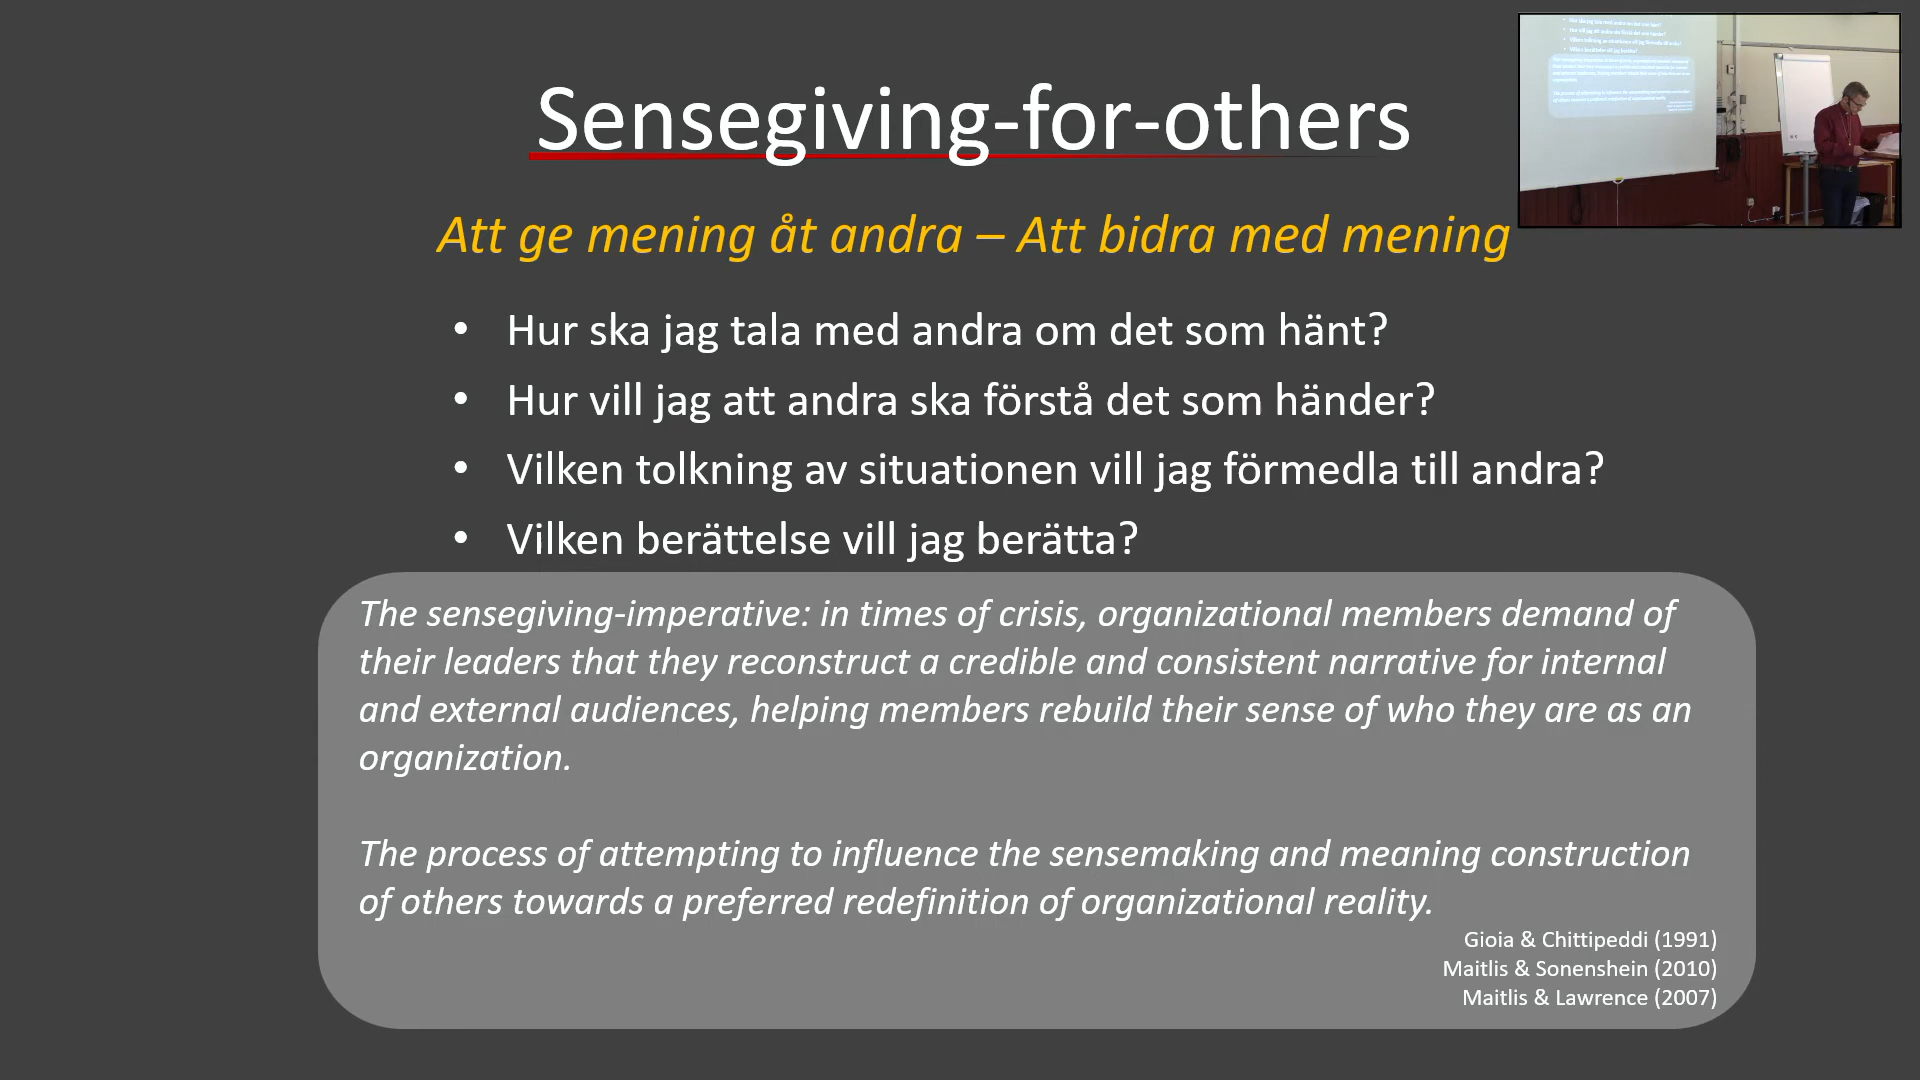 Sensegiving-for-others
Att ge mening åt andra – Att bidra med mening
• Hur ska jag tala med andra om det som hänt?
• Hur vill jag att andra ska förstå det som händer?
• Vilken tolkning av situationen vill jag förmedla till andra?
• Vilken berättelse vill jag berätta?
The sensegiving-imperative: in times of crisis, organizational members demand of
their leaders that they reconstruct a credible and consistent narrative for internal
and external audiences, helping members rebuild their sense of who they are as an
organization.
The process of attempting to influence the sensemaking and meaning construction
of others towards a preferred redefinition of organizational reality.
Gioia & Chittipeddi (1991)
Maitlis & Sonenshein (2010)
Maitlis & Lawrence (2007)